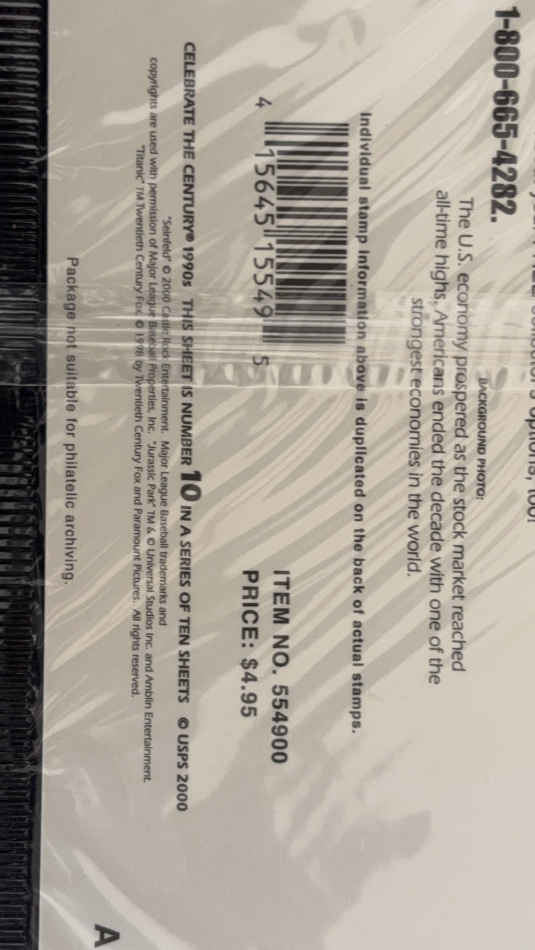 1-800-665-4282.
BACKGROUND PHOTO:
The U.S. economy prospered as the stock market reached
all-time highs. Americans ended the decade with one of the
strongest economies in the world.
Individual stamp information above is duplicated on the back of actual stamps.
4 15645 15549 5
ITEM NO. 554900
PRICE: $4.95
CELEBRATE THE CENTURY® 1990s THIS SHEET IS NUMBER 10 IN A SERIES OF TEN SHEETS © USPS 2000
"Seinfeld" © 2000 Castle Rock Entertainment. Major League Baseball trademarks and
copyrights are used with permission of Major League Baseball Properties, Inc. "Jurassic Park" TM & © Universal Studios Inc. and Amblin Entertainment.
"Titanic" TM Twentieth Century Fox, © 1998 by Twentieth Century Fox and Paramount Pictures. All rights reserved.
Package not suitable for philatelic archiving.
A